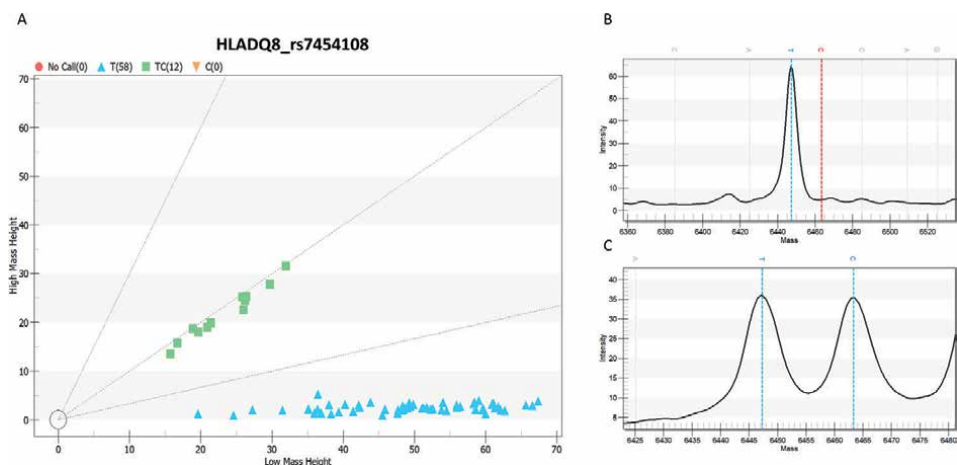 A
HLADQ8_rs7454108
No Call(0) T(58) TC(12) C(0)
High Mass Height
70
60
50
40
30
20
10
0
0 10 20 30 40 50 60 70
Low Mass Height
B
Intensity
60
50
40
30
20
10
0
6360 6380 6400 6420 6440 6460 6480 6500 6520
Mass
C
Intensity
40
35
30
25
20
15
6425 6430 6435 6440 6445 6450 6455 6460 6465 6470 6475 6480
Mass